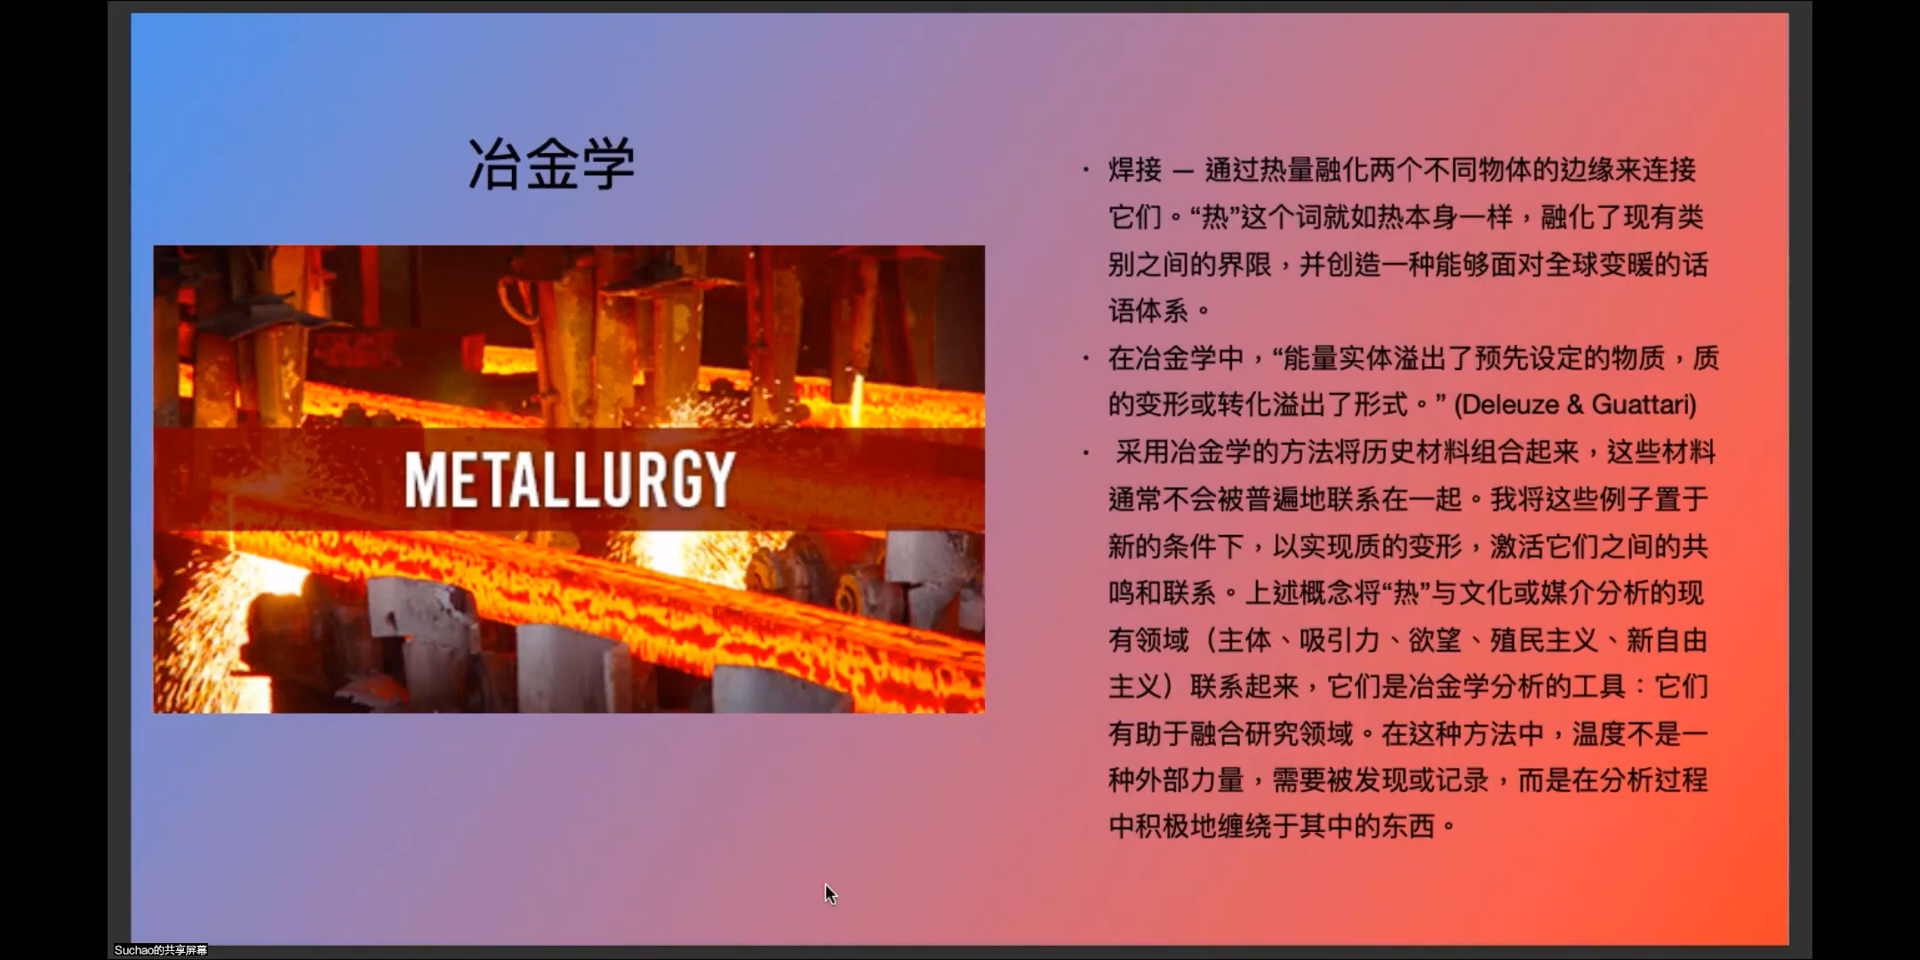 冶金学
METALLURGY
· 焊接 — 通过热量融化两个不同物体的边缘来连接
它们。“热”这个词就如热本身一样，融化了现有类
别之间的界限，并创造一种能够面对全球变暖的话
语体系。
· 在冶金学中，“能量实体溢出了预先设定的物质，质
的变形或转化溢出了形式。” (Deleuze & Guattari)
· 采用冶金学的方法将历史材料组合起来，这些材料
通常不会被普遍地联系在一起。我将这些例子置于
新的条件下，以实现质的变形，激活它们之间的共
鸣和联系。上述概念将“热”与文化或媒介分析的现
有领域（主体、吸引力、欲望、殖民主义、新自由
主义）联系起来，它们是冶金学分析的工具：它们
有助于融合研究领域。在这种方法中，温度不是一
种外部力量，需要被发现或记录，而是在分析过程
中积极地缠绕于其中的东西。
Suchao的共享屏幕